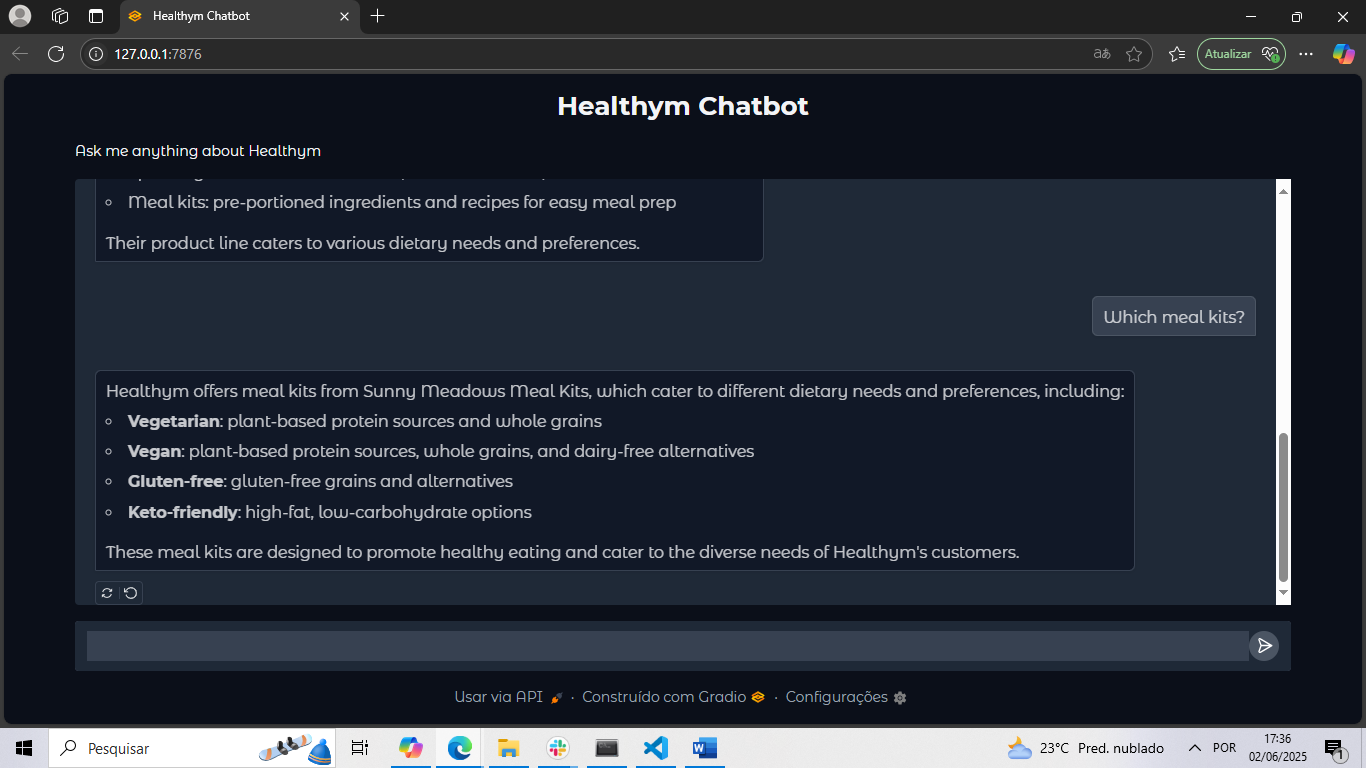 Healthym Chatbot
127.0.0.1:7876
Atualizar
Healthym Chatbot
Ask me anything about Healthym
Meal kits: pre-portioned ingredients and recipes for easy meal prep
Their product line caters to various dietary needs and preferences.
Which meal kits?
Healthym offers meal kits from Sunny Meadows Meal Kits, which cater to different dietary needs and preferences, including:
Vegetarian: plant-based protein sources and whole grains
Vegan: plant-based protein sources, whole grains, and dairy-free alternatives
Gluten-free: gluten-free grains and alternatives
Keto-friendly: high-fat, low-carbohydrate options
These meal kits are designed to promote healthy eating and cater to the diverse needs of Healthym's customers.
Usar via API · Construído com Gradio · Configurações
Pesquisar
23°C Pred. nublado
POR
17:36
02/06/2025
1